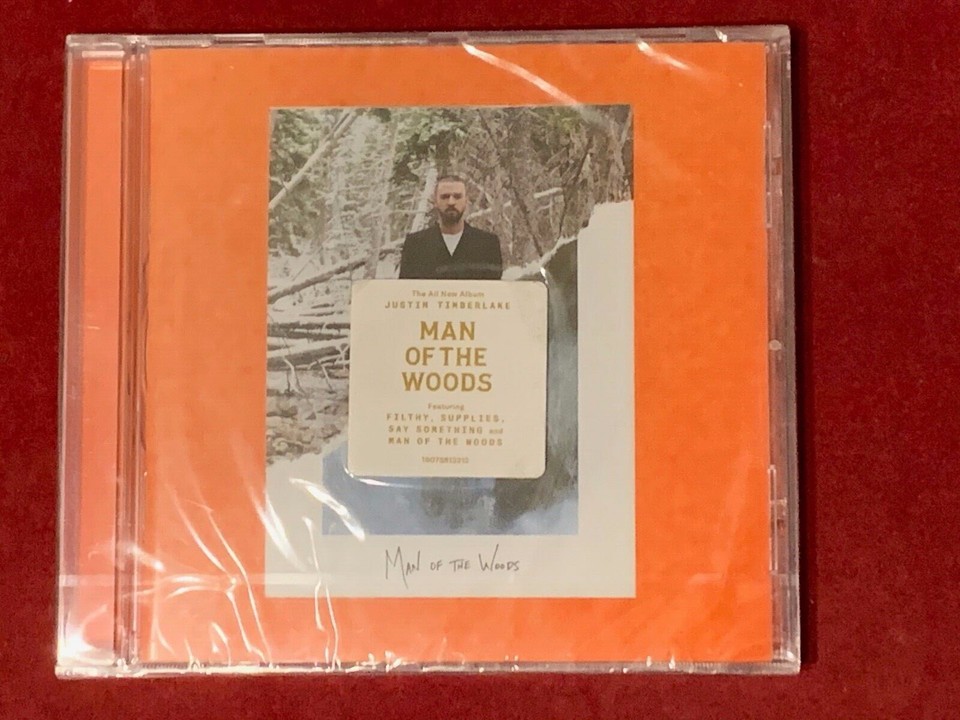 The All New Album
JUSTIN TIMBERLAKE
MAN
OF THE
WOODS
Featuring
FILTHY, SUPPLIES,
SAY SOMETHING and
MAN OF THE WOODS
MAN OF THE WOODS